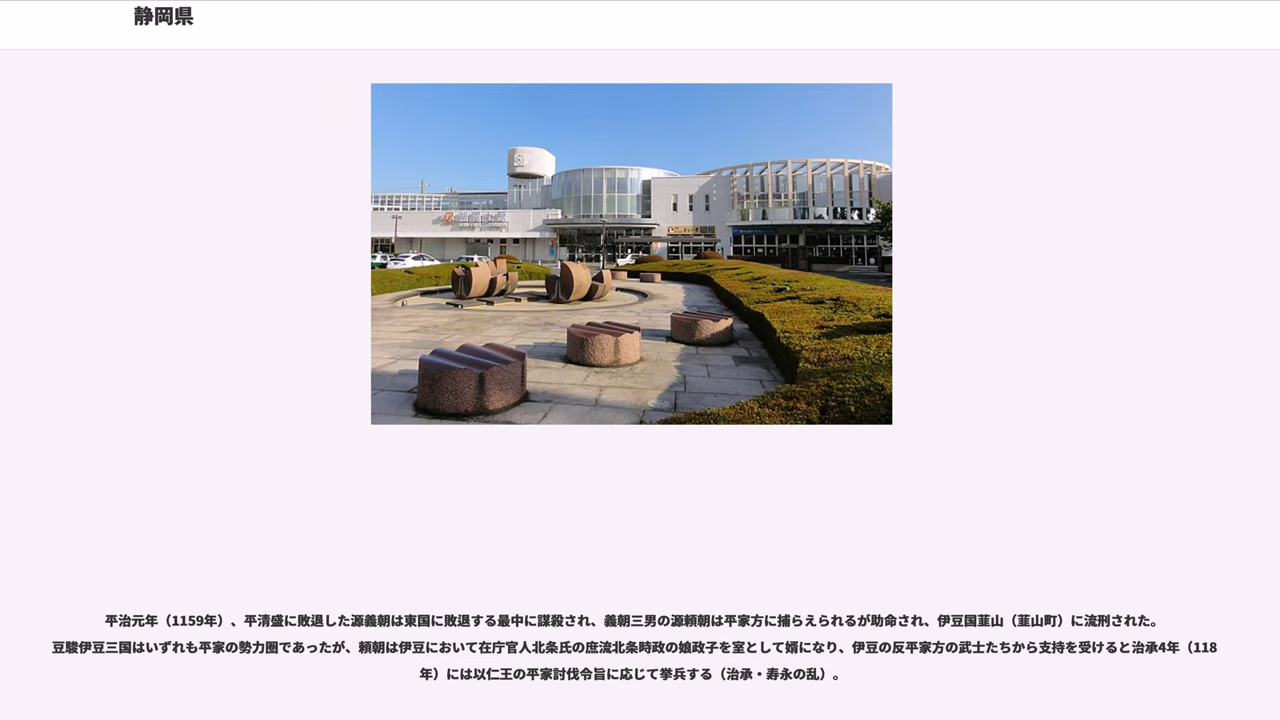 静岡県
平治元年（1159年）、平清盛に敗退した源義朝は東国に敗退する最中に謀殺され、義朝三男の源頼朝は平家方に捕らえられるが助命され、伊豆国韮山（韮山町）に流刑された。
豆駿伊豆三国はいずれも平家の勢力圏であったが、頼朝は伊豆において在庁官人北条氏の庶流北条時政の娘政子を室として婿になり、伊豆の反平家方の武士たちから支持を受けると治承4年（118
年）には以仁王の平家討伐令旨に応じて挙兵する（治承・寿永の乱）。